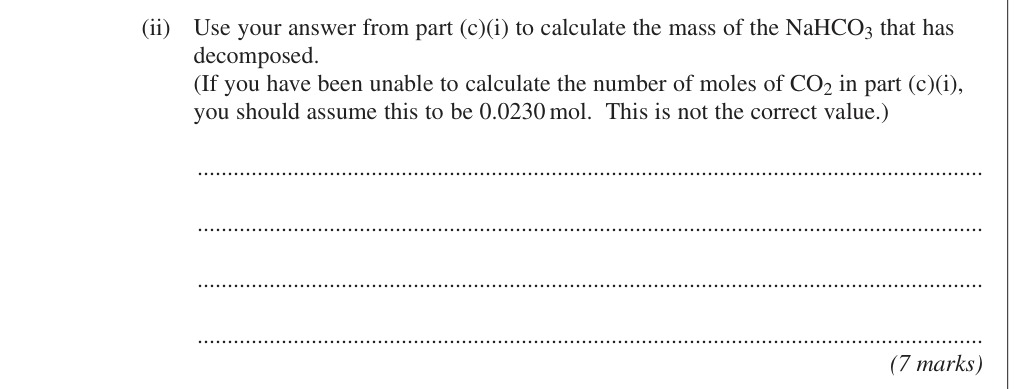 (ii) Use your answer from part (c)(i) to calculate the mass of the NaHCO₃ that has
decomposed.
(If you have been unable to calculate the number of moles of CO₂ in part (c)(i),
you should assume this to be 0.0230 mol. This is not the correct value.)
................................................................................
................................................................................
................................................................................
................................................................................
(7 marks)